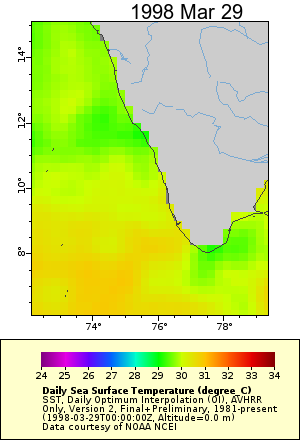 1998 Mar 29
14°
12°
10°
8°
74° 76° 78°
24 25 26 27 28 29 30 31 32 33 34
Daily Sea Surface Temperature (degree_C)
SST, Daily Optimum Interpolation (OI), AVHRR
Only, Version 2, Final+Preliminary, 1981-present
(1998-03-29T00:00:00Z, Altitude=0.0 m)
Data courtesy of NOAA NCEI